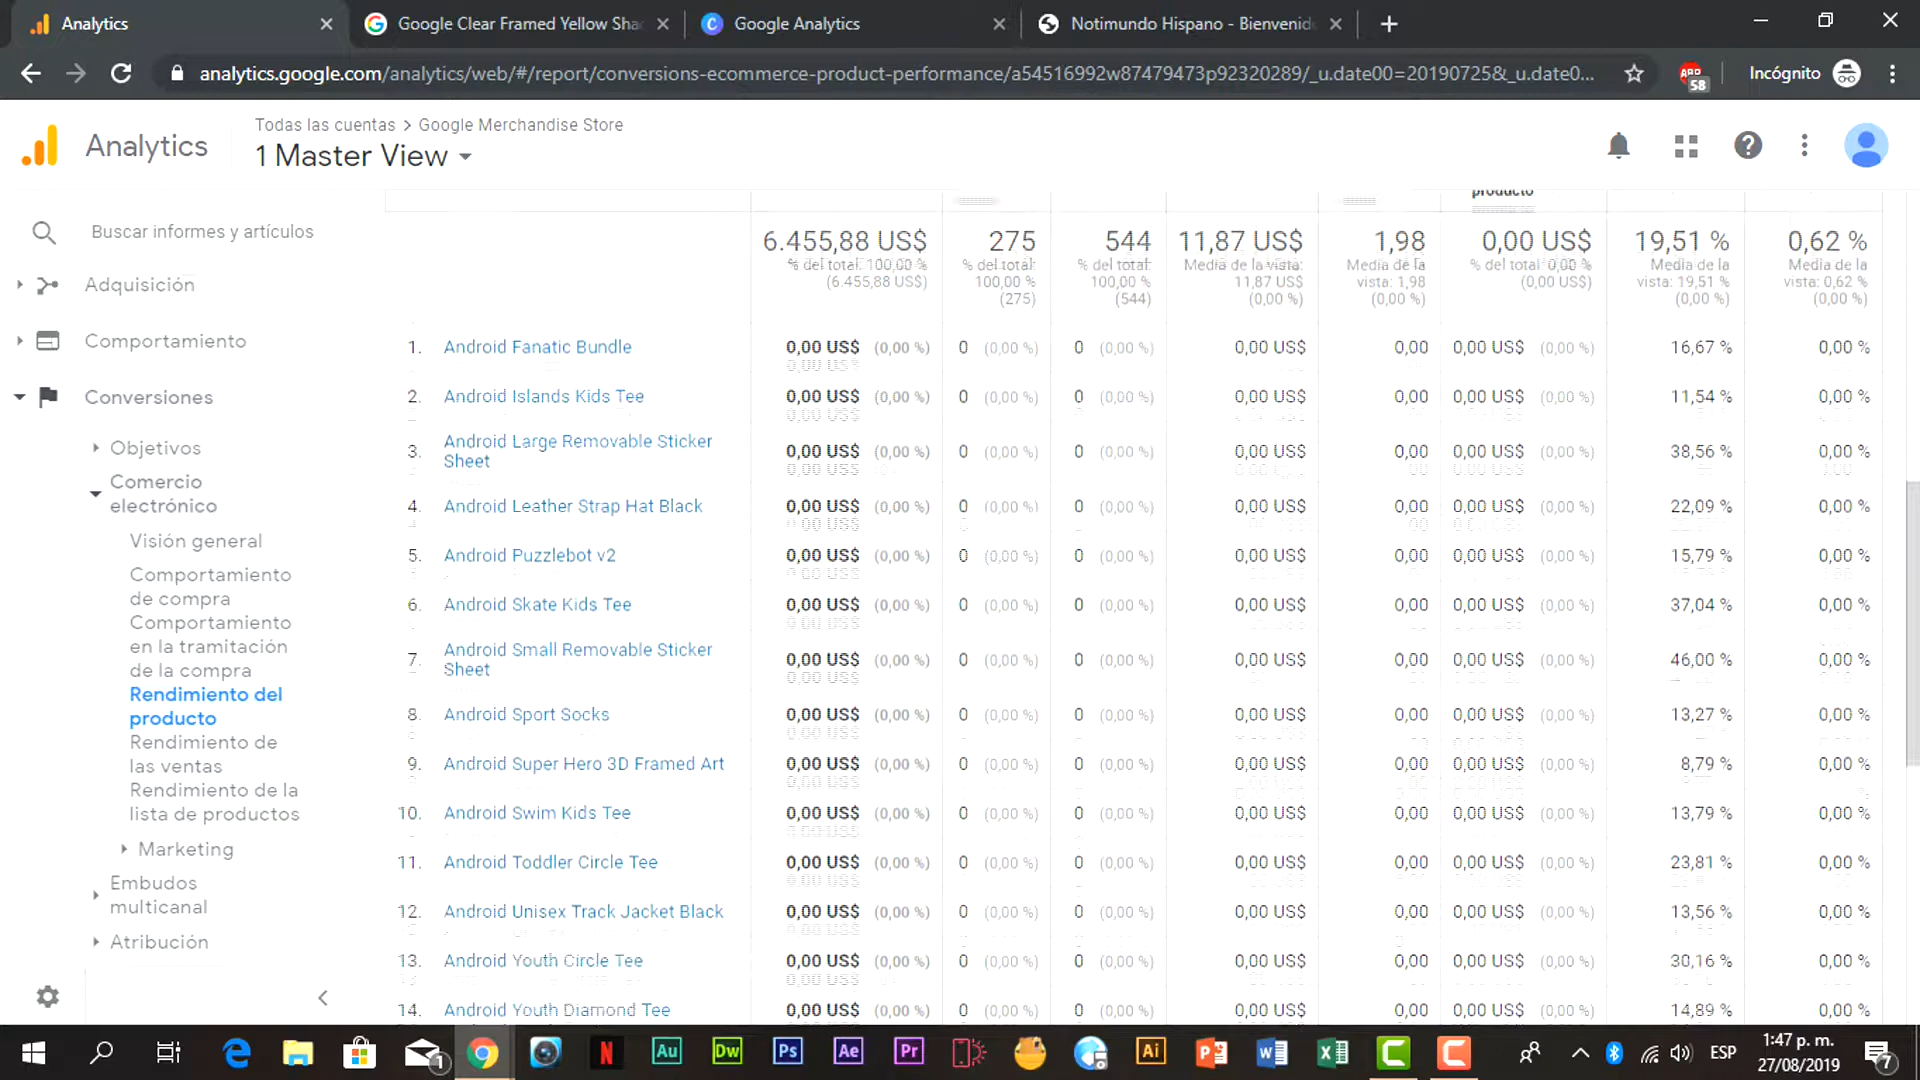 Analytics
Google Clear Framed Yellow Sha
Google Analytics
Notimundo Hispano - Bienvenid
analytics.google.com/analytics/web/#/report/conversions-ecommerce-product-performance/a54516992w87479473p92320289/_u.date00=20190725&_u.date0...
ABP
58
Incógnito
Analytics
Todas las cuentas > Google Merchandise Store
1 Master View
Buscar informes y artículos
Adquisición
Comportamiento
Conversiones
Objetivos
Comercio
electrónico
Visión general
Comportamiento
de compra
Comportamiento
en la tramitación
de la compra
Rendimiento del
producto
Rendimiento de
las ventas
Rendimiento de la
lista de productos
Marketing
Embudos
multicanal
Atribución
producto
6.455,88 US$ 275 544 11,87 US$ 1,98 0,00 US$ 19,51 % 0,62 %
% del total: 100,00 % % del total: % del total: Media de la vista: Media de la % del total: 0,00 % Media de la Media de la
(6.455,88 US$) 100,00 % 100,00 % 11,87 US$ vista: 1,98 (0,00 US$) vista: 19,51 % vista: 0,62 %
(275) (544) (0,00 %) (0,00 %) (0,00 %) (0,00 %)
1. Android Fanatic Bundle 0,00 US$ (0,00 %) 0 (0,00 %) 0 (0,00 %) 0,00 US$ 0,00 0,00 US$ (0,00 %) 16,67 % 0,00 %
2. Android Islands Kids Tee 0,00 US$ (0,00 %) 0 (0,00 %) 0 (0,00 %) 0,00 US$ 0,00 0,00 US$ (0,00 %) 11,54 % 0,00 %
3. Android Large Removable Sticker
Sheet 0,00 US$ (0,00 %) 0 (0,00 %) 0 (0,00 %) 0,00 US$ 0,00 0,00 US$ (0,00 %) 38,56 % 0,00 %
4. Android Leather Strap Hat Black 0,00 US$ (0,00 %) 0 (0,00 %) 0 (0,00 %) 0,00 US$ 0,00 0,00 US$ (0,00 %) 22,09 % 0,00 %
5. Android Puzzlebot v2 0,00 US$ (0,00 %) 0 (0,00 %) 0 (0,00 %) 0,00 US$ 0,00 0,00 US$ (0,00 %) 15,79 % 0,00 %
6. Android Skate Kids Tee 0,00 US$ (0,00 %) 0 (0,00 %) 0 (0,00 %) 0,00 US$ 0,00 0,00 US$ (0,00 %) 37,04 % 0,00 %
7. Android Small Removable Sticker
Sheet 0,00 US$ (0,00 %) 0 (0,00 %) 0 (0,00 %) 0,00 US$ 0,00 0,00 US$ (0,00 %) 46,00 % 0,00 %
8. Android Sport Socks 0,00 US$ (0,00 %) 0 (0,00 %) 0 (0,00 %) 0,00 US$ 0,00 0,00 US$ (0,00 %) 13,27 % 0,00 %
9. Android Super Hero 3D Framed Art 0,00 US$ (0,00 %) 0 (0,00 %) 0 (0,00 %) 0,00 US$ 0,00 0,00 US$ (0,00 %) 8,79 % 0,00 %
10. Android Swim Kids Tee 0,00 US$ (0,00 %) 0 (0,00 %) 0 (0,00 %) 0,00 US$ 0,00 0,00 US$ (0,00 %) 13,79 % 0,00 %
11. Android Toddler Circle Tee 0,00 US$ (0,00 %) 0 (0,00 %) 0 (0,00 %) 0,00 US$ 0,00 0,00 US$ (0,00 %) 23,81 % 0,00 %
12. Android Unisex Track Jacket Black 0,00 US$ (0,00 %) 0 (0,00 %) 0 (0,00 %) 0,00 US$ 0,00 0,00 US$ (0,00 %) 13,56 % 0,00 %
13. Android Youth Circle Tee 0,00 US$ (0,00 %) 0 (0,00 %) 0 (0,00 %) 0,00 US$ 0,00 0,00 US$ (0,00 %) 30,16 % 0,00 %
14. Android Youth Diamond Tee 0,00 US$ (0,00 %) 0 (0,00 %) 0 (0,00 %) 0,00 US$ 0,00 0,00 US$ (0,00 %) 14,89 % 0,00 %
1 N Au Dw Ps Ae Pr Ai ESP 1:47 p. m.
27/08/2019 7